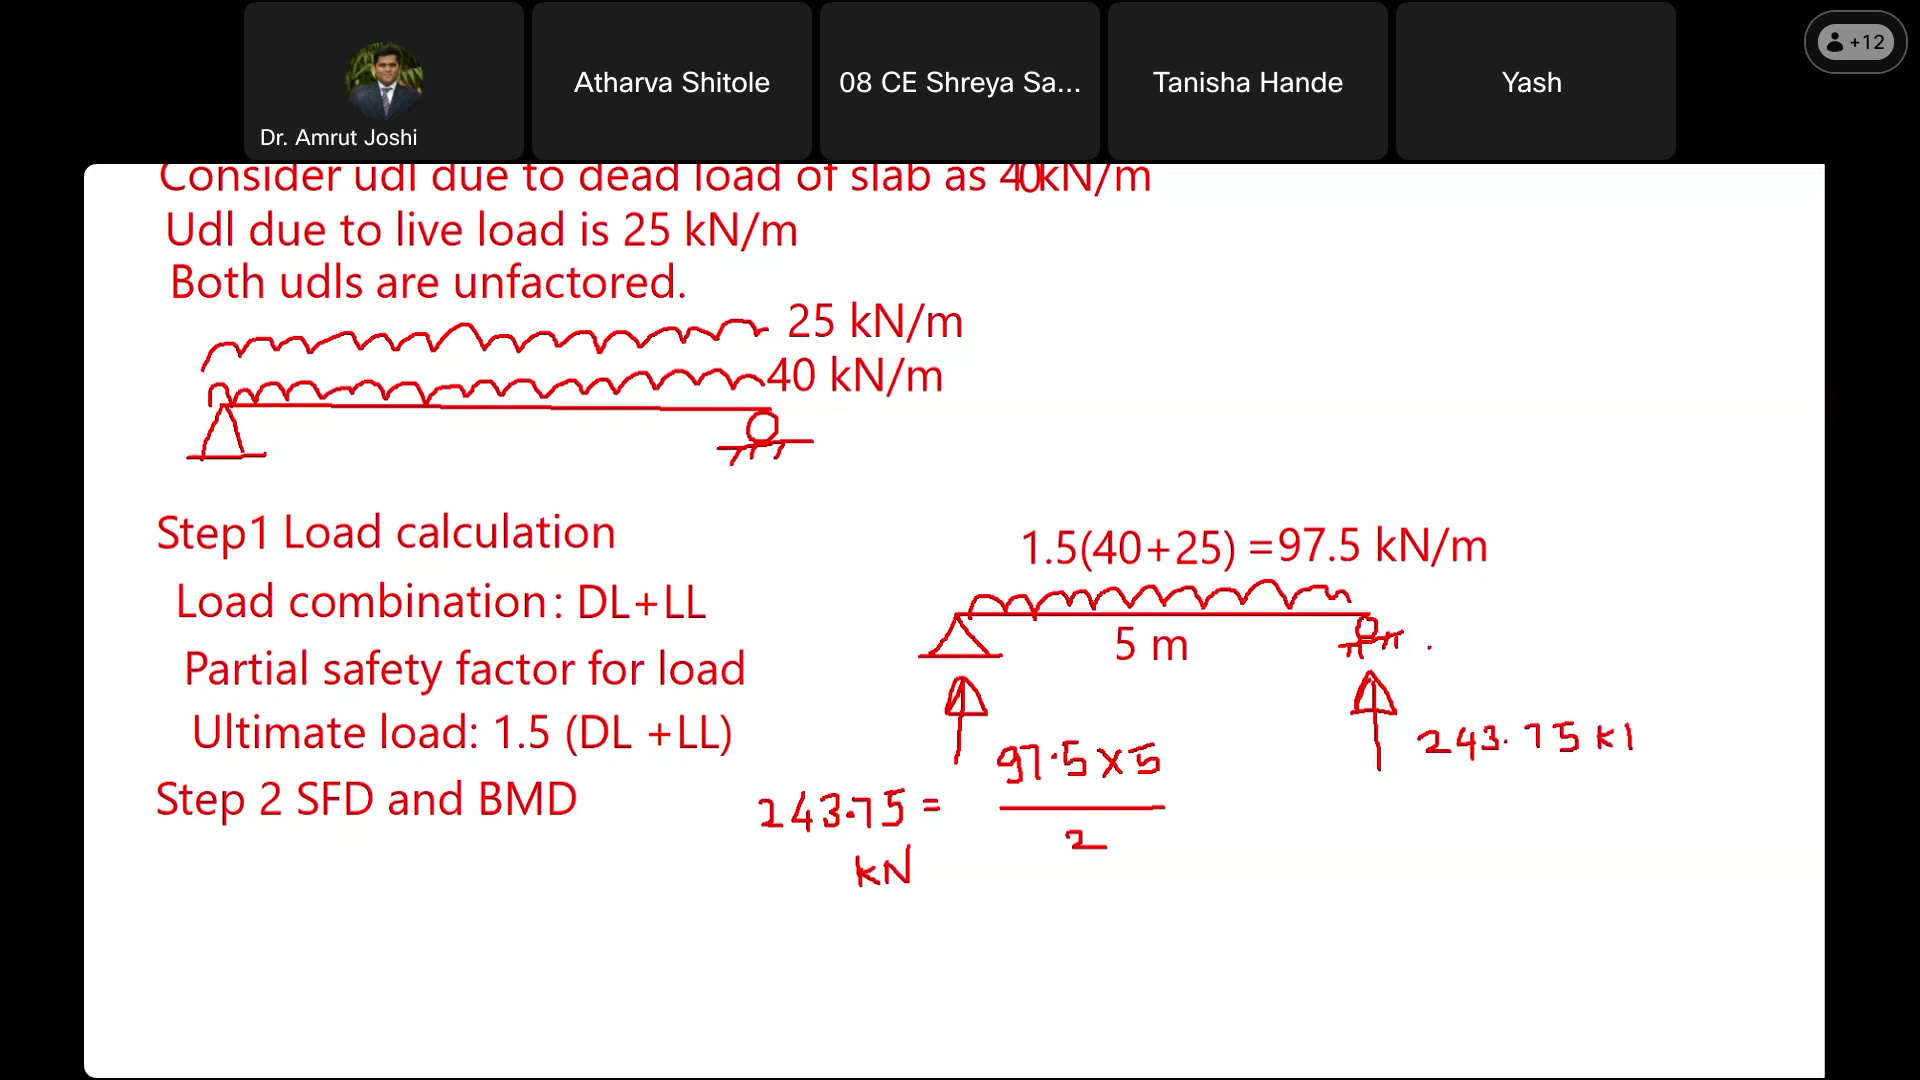 Dr. Amrut Joshi
Atharva Shitole
08 CE Shreya Sa...
Tanisha Hande
Yash
+12
Consider udl due to dead load of slab as 40kN/m
Udl due to live load is 25 kN/m
Both udls are unfactored.
25 kN/m
40 kN/m
Step1 Load calculation
1.5(40+25) =97.5 kN/m
Load combination: DL+LL
5 m
Partial safety factor for load
Ultimate load: 1.5 (DL +LL)
243.75 k
Step 2 SFD and BMD
243.75 = 97.5 x 5
2
kN